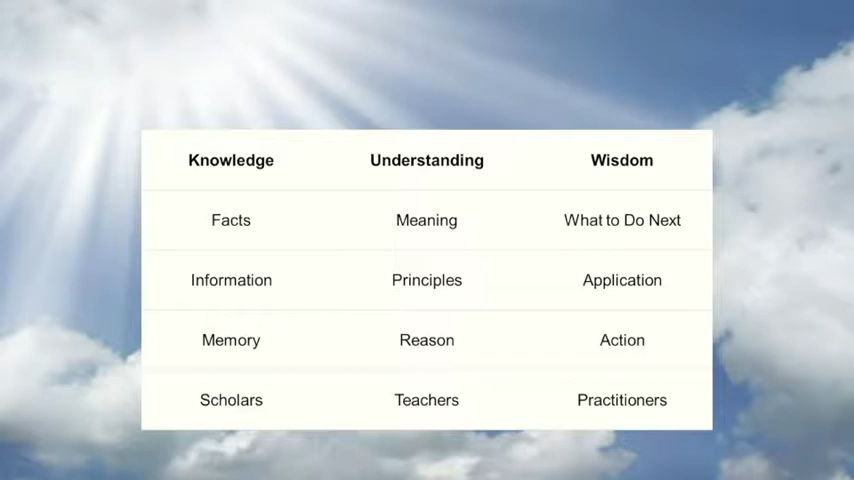 Knowledge Understanding Wisdom
Facts Meaning What to Do Next
Information Principles Application
Memory Reason Action
Scholars Teachers Practitioners